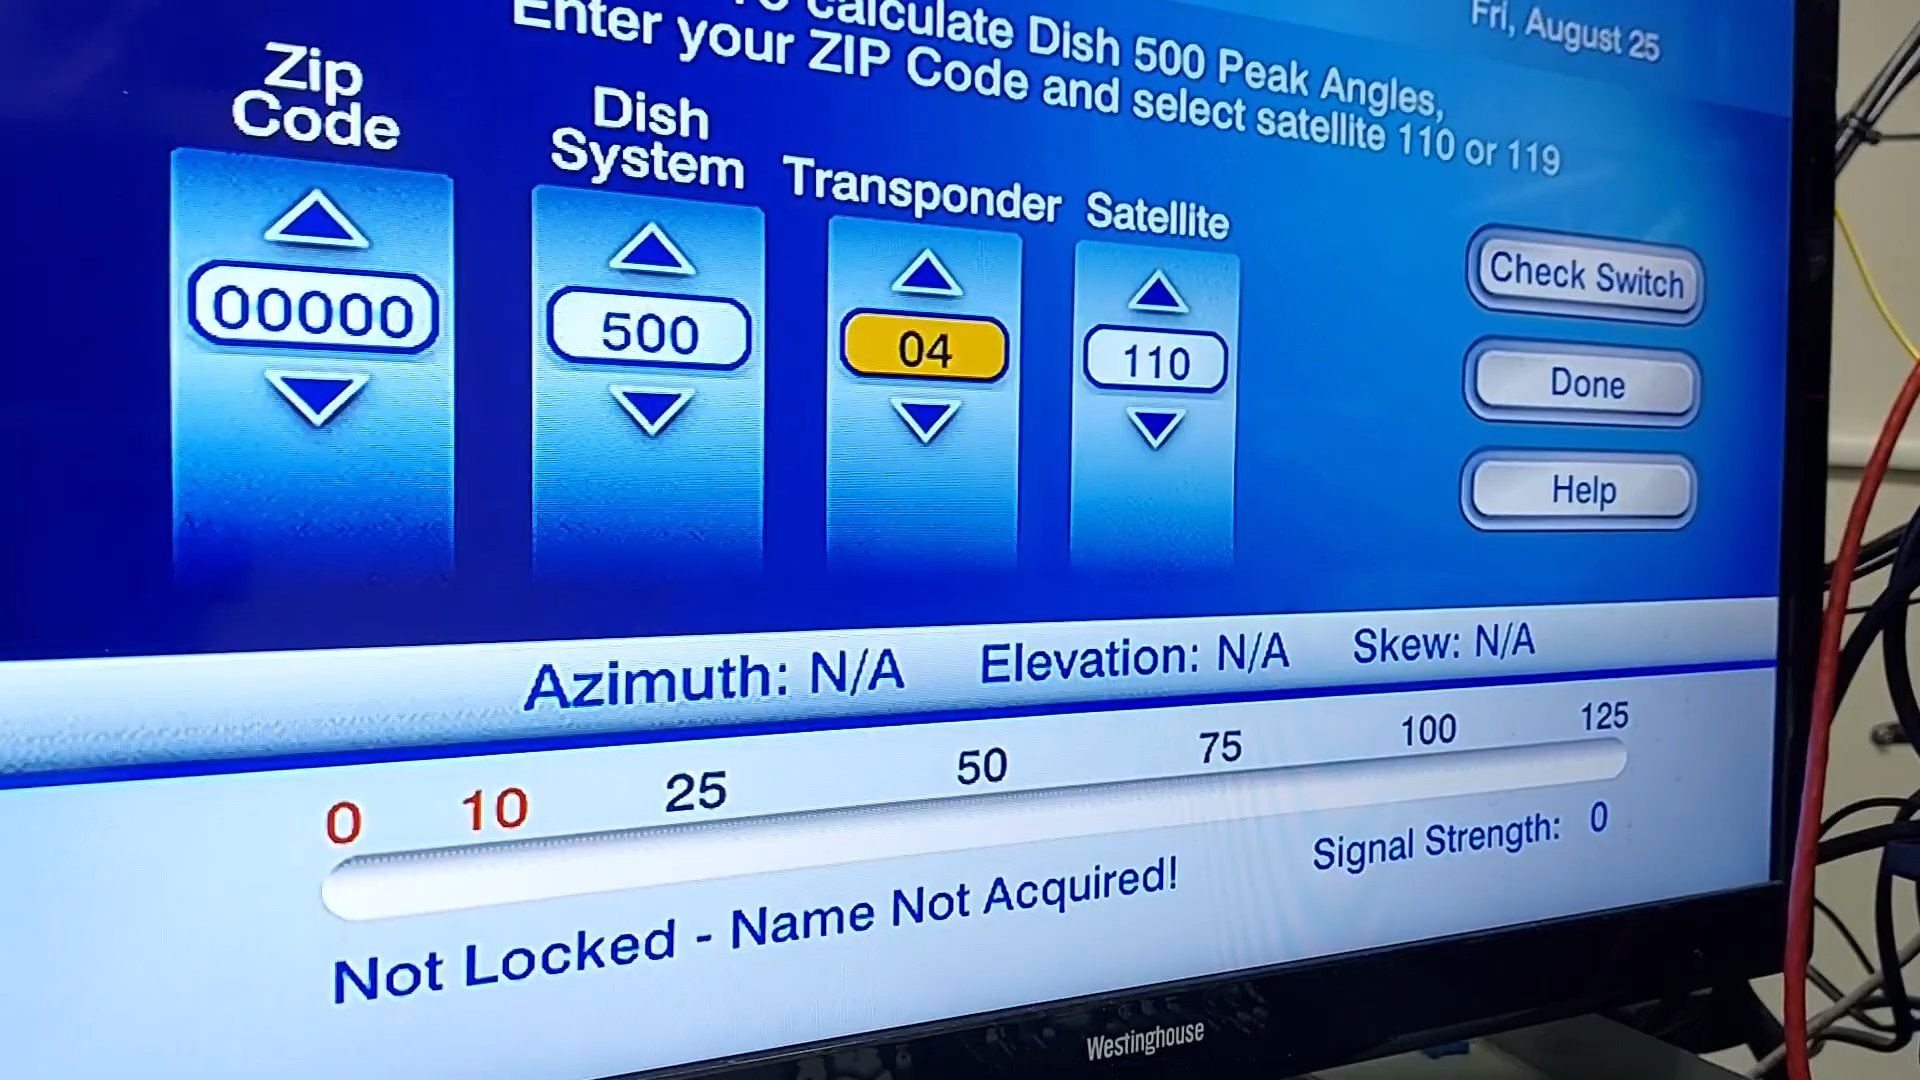 To calculate Dish 500 Peak Angles,
Enter your ZIP Code and select satellite 110 or 119
Fri, August 25
Zip
Code
Dish
System
Transponder
Satellite
00000
500
04
110
Check Switch
Done
Help
Azimuth: N/A
Elevation: N/A
Skew: N/A
0
10
25
50
75
100
125
Signal Strength: 0
Not Locked - Name Not Acquired!
Westinghouse